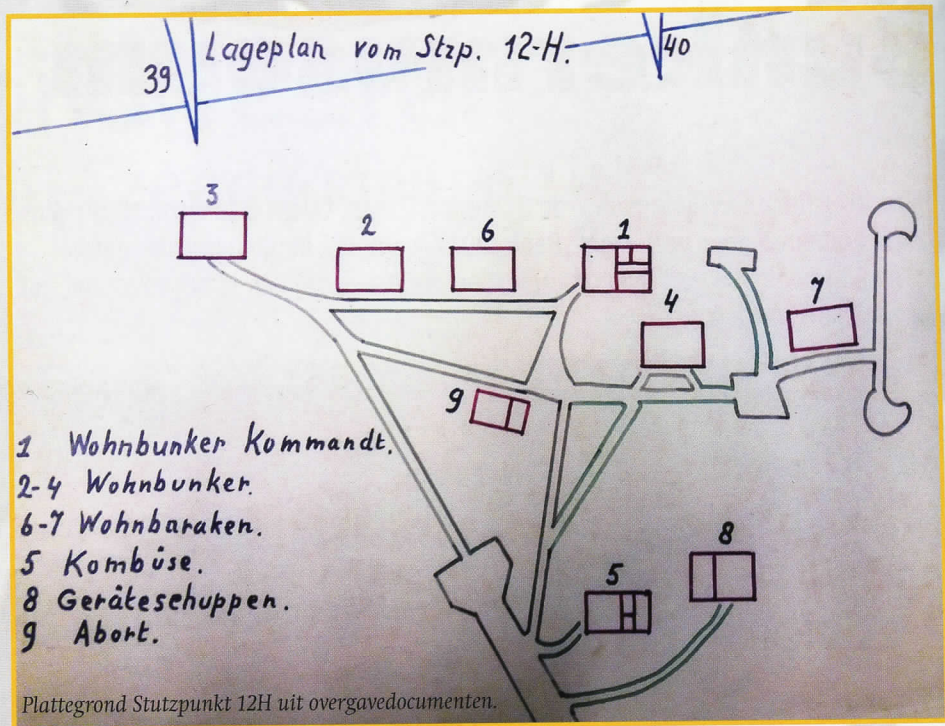 Lageplan vom Stzp. 12-H.
39
40
3
2
6
1
4
7
9
1 Wohnbunker Kommandt.
2-4 Wohnbunker.
6-7 Wohnbaraken.
5 Kombüse.
8 Geräteschuppen.
9 Abort.
8
5
Plattegrond Stutzpunkt 12H uit overgavedocumenten.